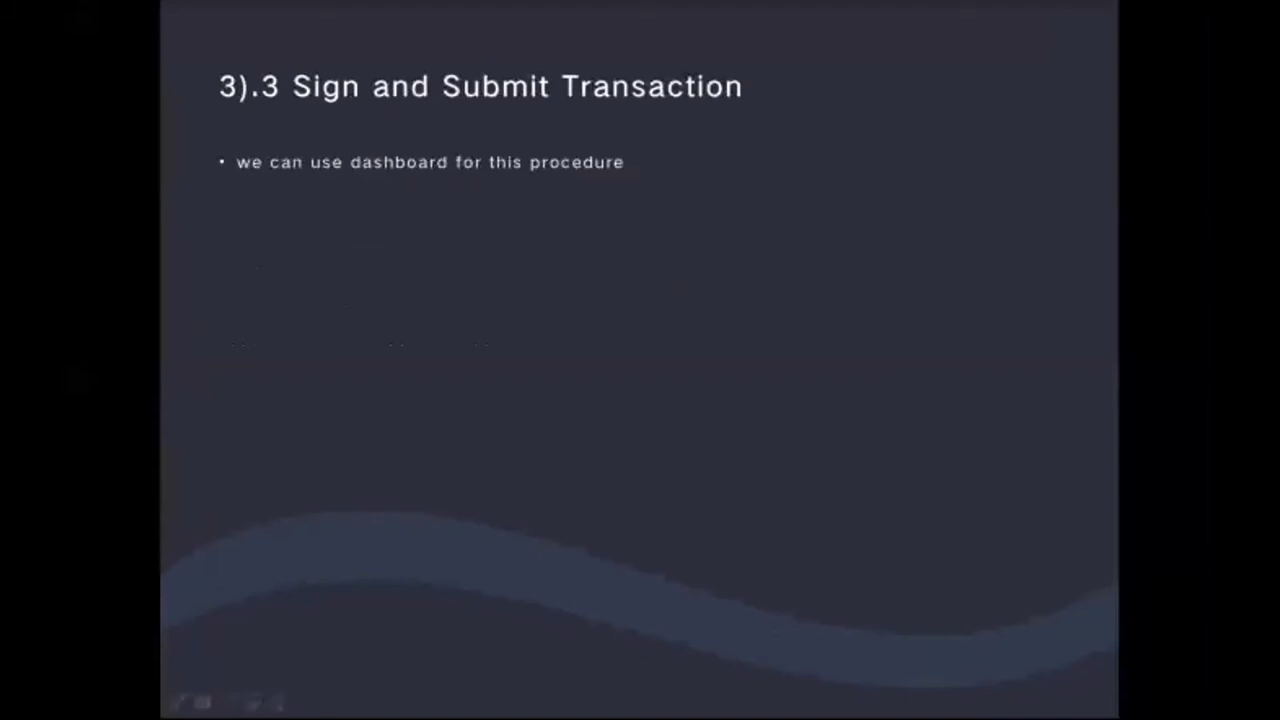 3).3 Sign and Submit Transaction
• we can use dashboard for this procedure